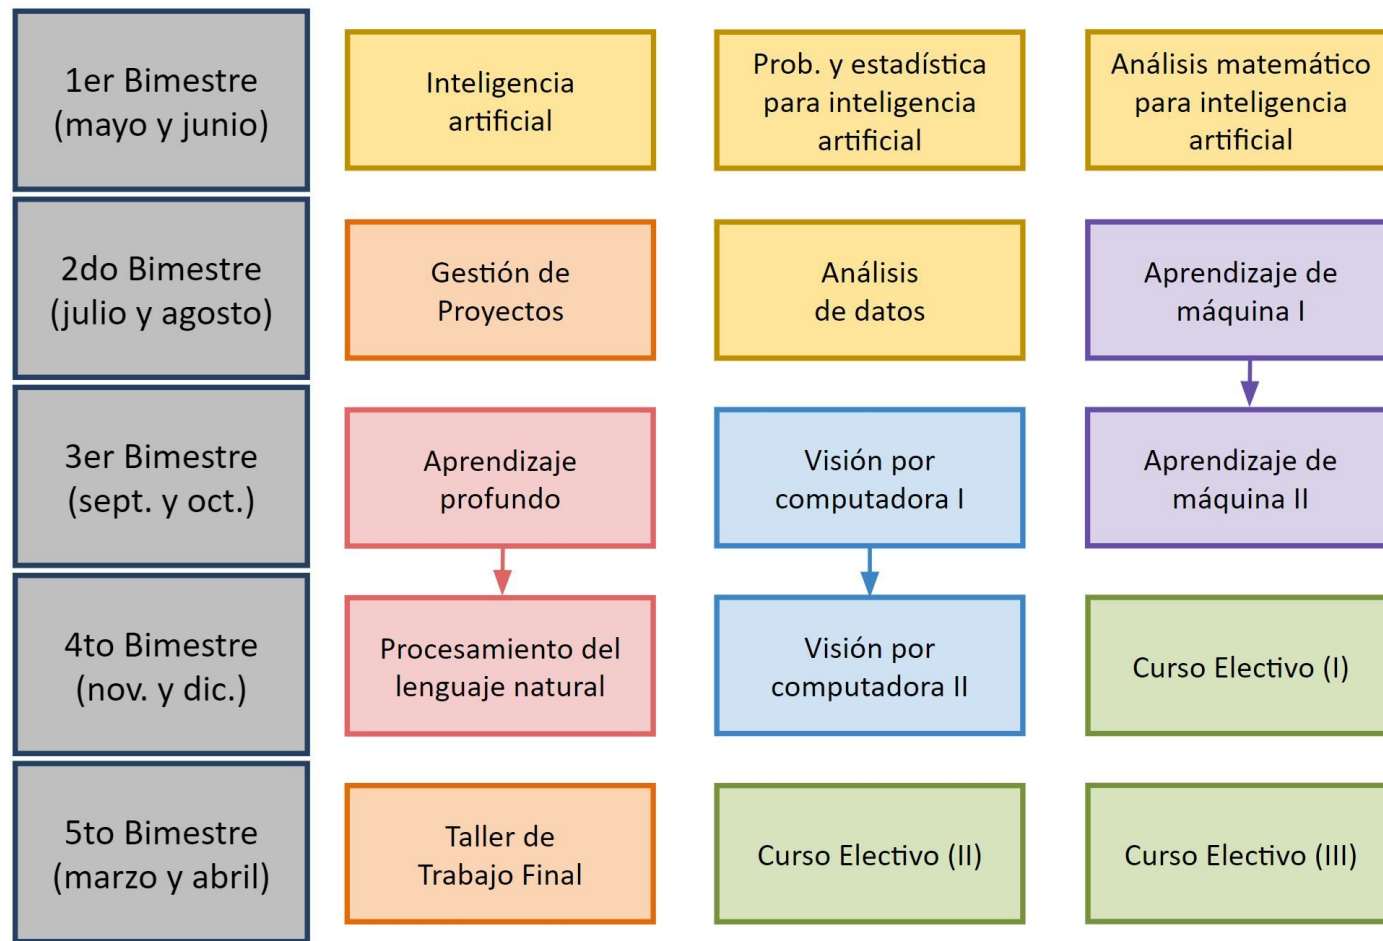 1er Bimestre
(mayo y junio)
Inteligencia
artificial
Prob. y estadística
para inteligencia
artificial
Análisis matemático
para inteligencia
artificial
2do Bimestre
(julio y agosto)
Gestión de
Proyectos
Análisis
de datos
Aprendizaje de
máquina I
3er Bimestre
(sept. y oct.)
Aprendizaje
profundo
Visión por
computadora I
Aprendizaje de
máquina II
4to Bimestre
(nov. y dic.)
Procesamiento del
lenguaje natural
Visión por
computadora II
Curso Electivo (I)
5to Bimestre
(marzo y abril)
Taller de
Trabajo Final
Curso Electivo (II)
Curso Electivo (III)